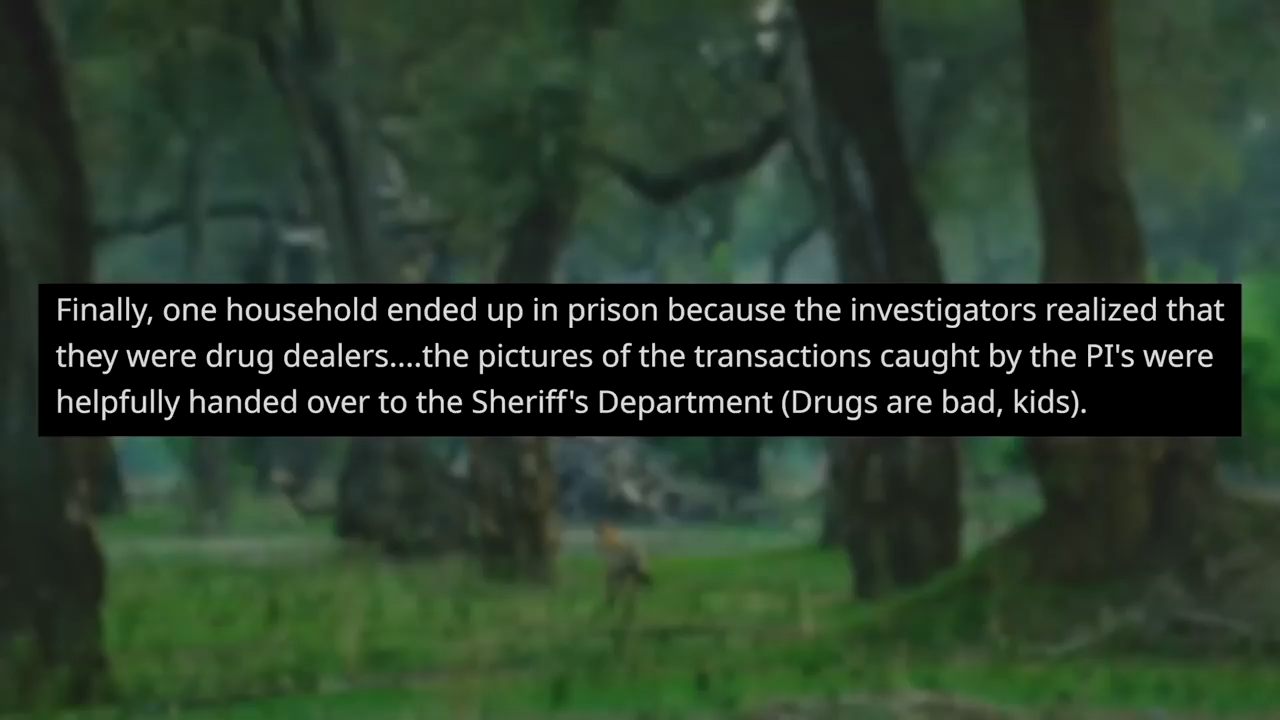 Finally, one household ended up in prison because the investigators realized that
they were drug dealers....the pictures of the transactions caught by the PI's were
helpfully handed over to the Sheriff's Department (Drugs are bad, kids).